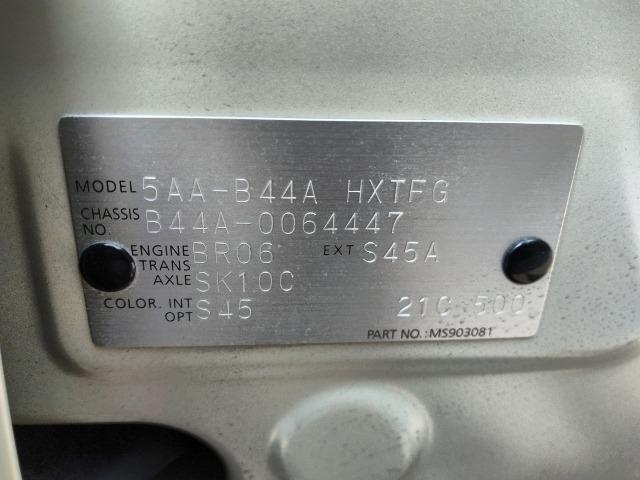 MODEL 5AA-B44A HXTFG
CHASSIS NO. B44A-0064447
ENGINE BR06 EXT S45A
TRANS AXLE SK10C
COLOR. INT OPT S45 21C 500
PART NO.:MS903081